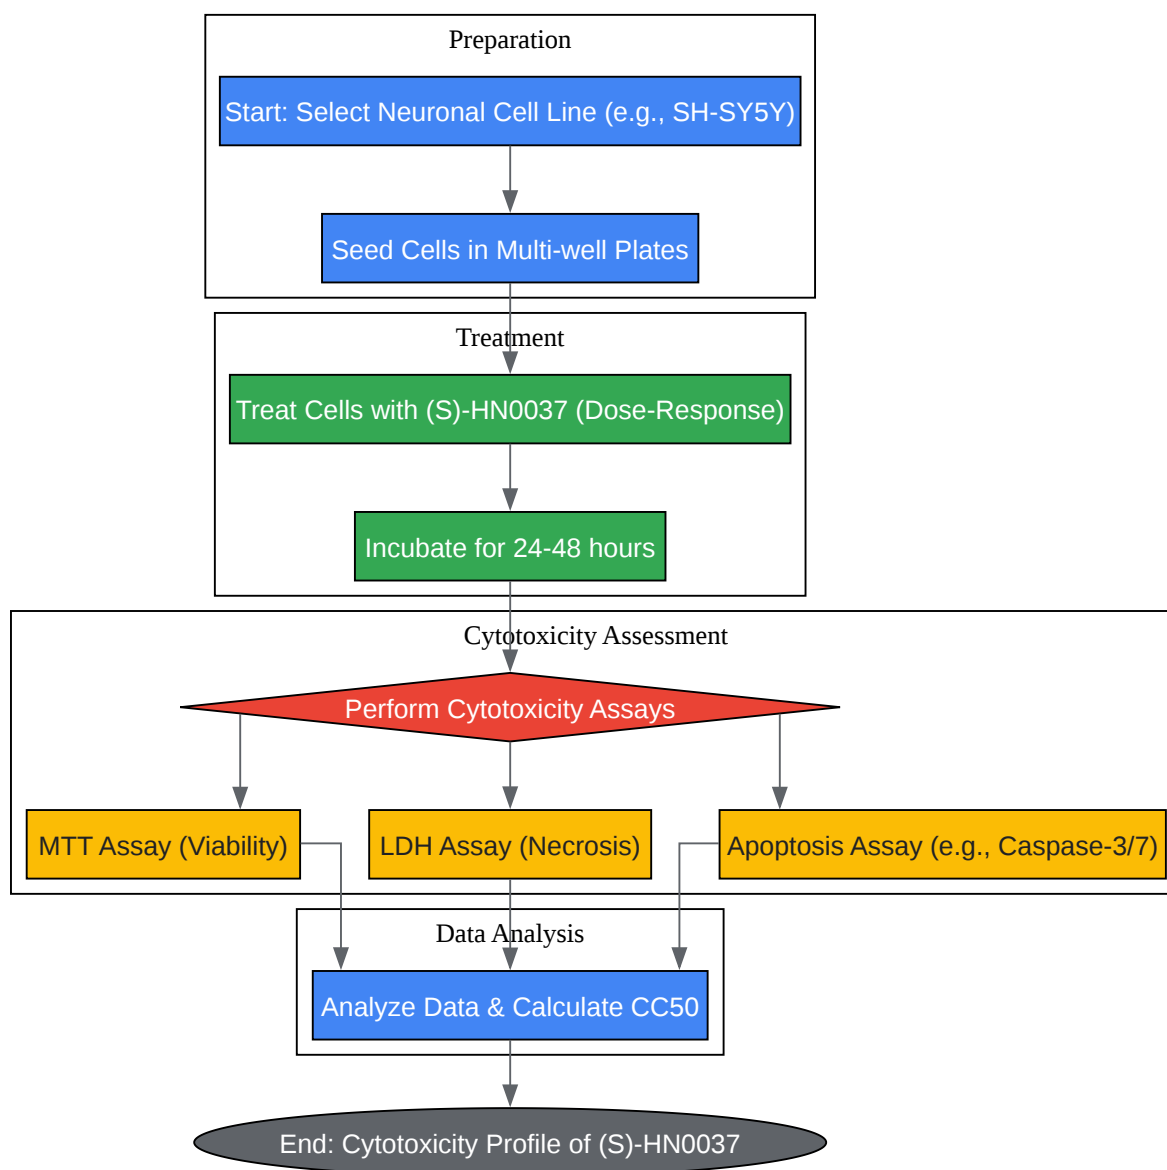 Preparation
Start: Select Neuronal Cell Line (e.g., SH-SY5Y)
Seed Cells in Multi-well Plates
Treatment
Treat Cells with (S)-HN0037 (Dose-Response)
Incubate for 24-48 hours
Cytotoxicity Assessment
Perform Cytotoxicity Assays
MTT Assay (Viability)
LDH Assay (Necrosis)
Apoptosis Assay (e.g., Caspase-3/7)
Data Analysis
Analyze Data & Calculate CC50
End: Cytotoxicity Profile of (S)-HN0037